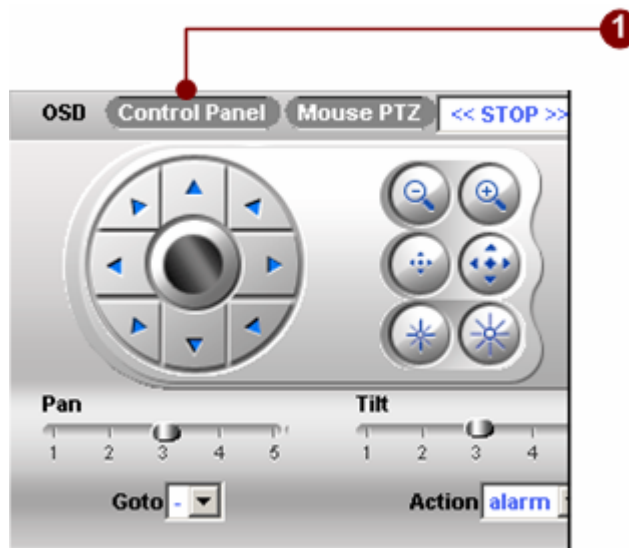 1
OSD Control Panel Mouse PTZ << STOP >>
Pan Tilt
1 2 3 4 5 1 2 3 4
Goto - Action alarm